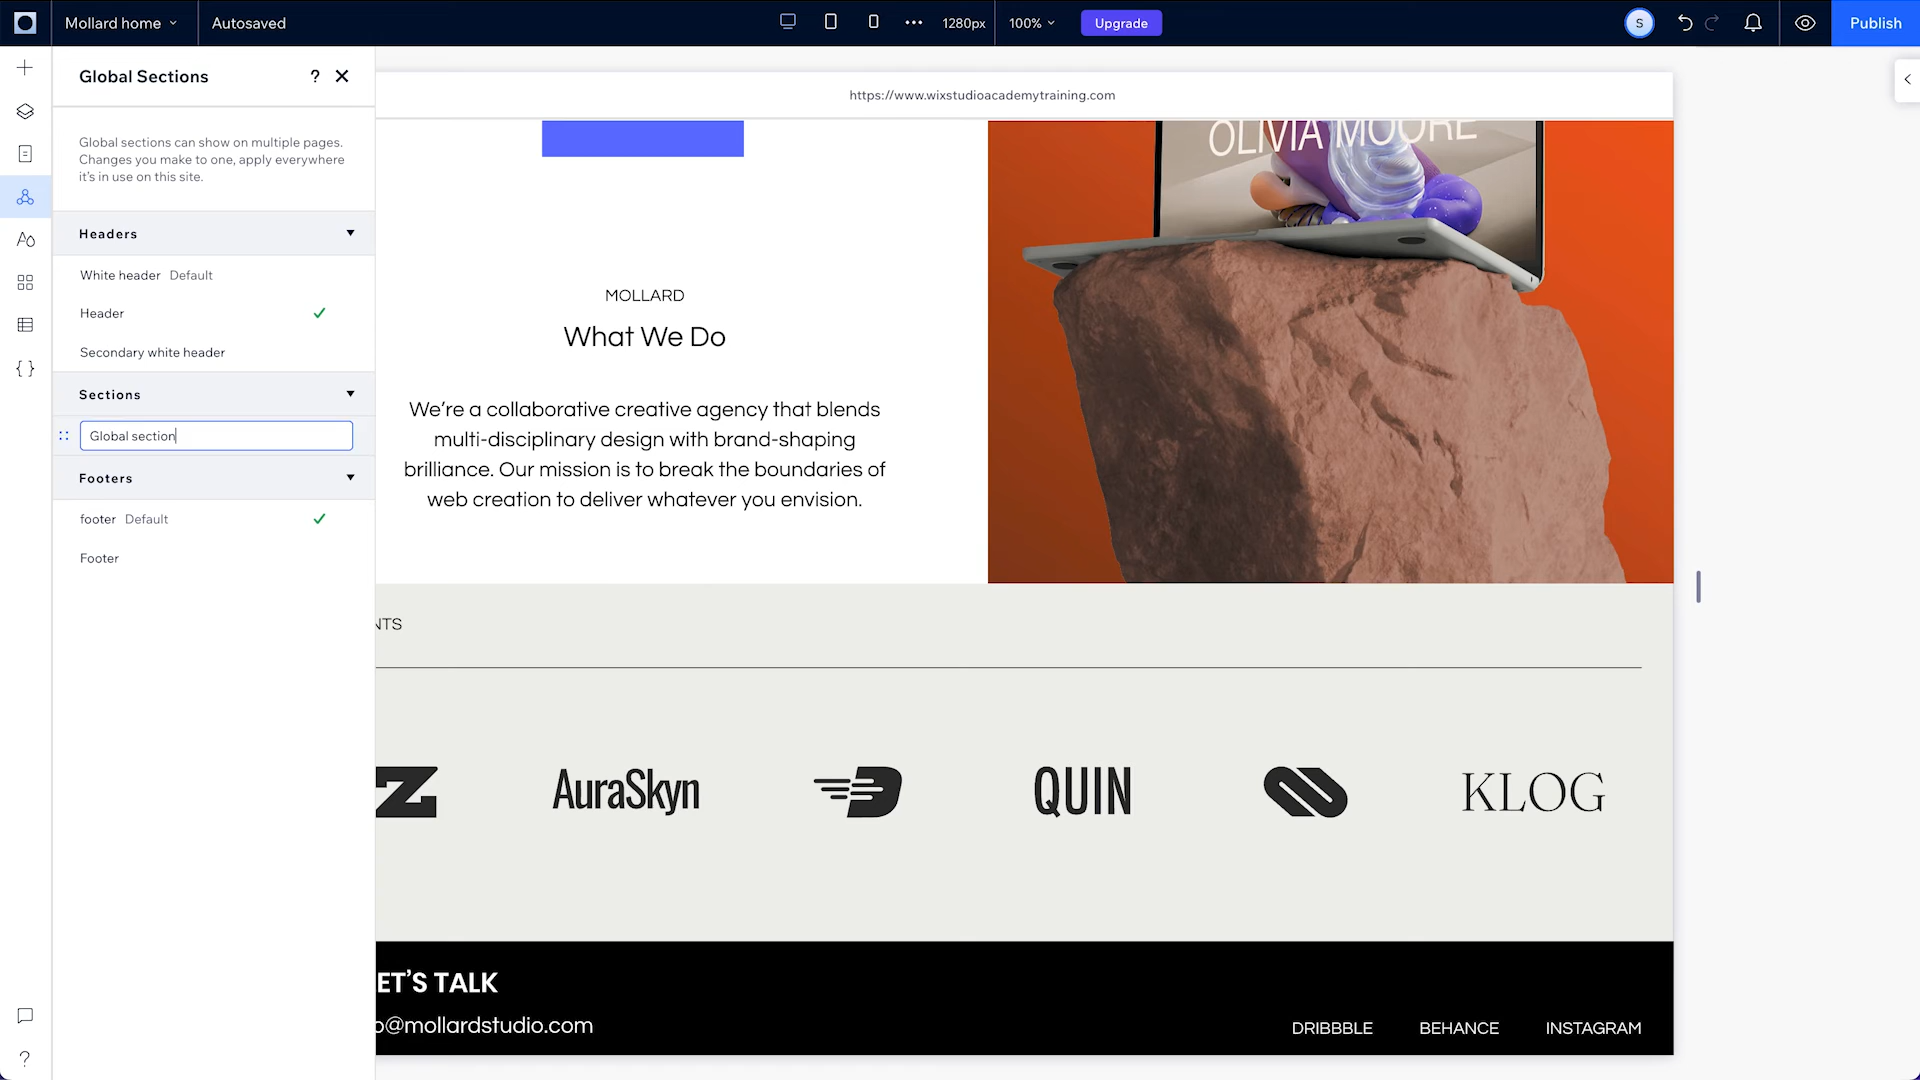 Mollard home
Autosaved
1280px
100%
Upgrade
S
Publish
Global Sections
?
Global sections can show on multiple pages.
Changes you make to one, apply everywhere
it's in use on this site.
Headers
White header Default
Header
Secondary white header
Sections
Global section
Footers
footer Default
Footer
https://www.wixstudioacademytraining.com
OLIVIA MOORE
MOLLARD
What We Do
We're a collaborative creative agency that blends
multi-disciplinary design with brand-shaping
brilliance. Our mission is to break the boundaries of
web creation to deliver whatever you envision.
NTS
Z
AuraSkyn
QUIN
KLOG
ET'S TALK
o@mollardstudio.com
DRIBBBLE
BEHANCE
INSTAGRAM
?